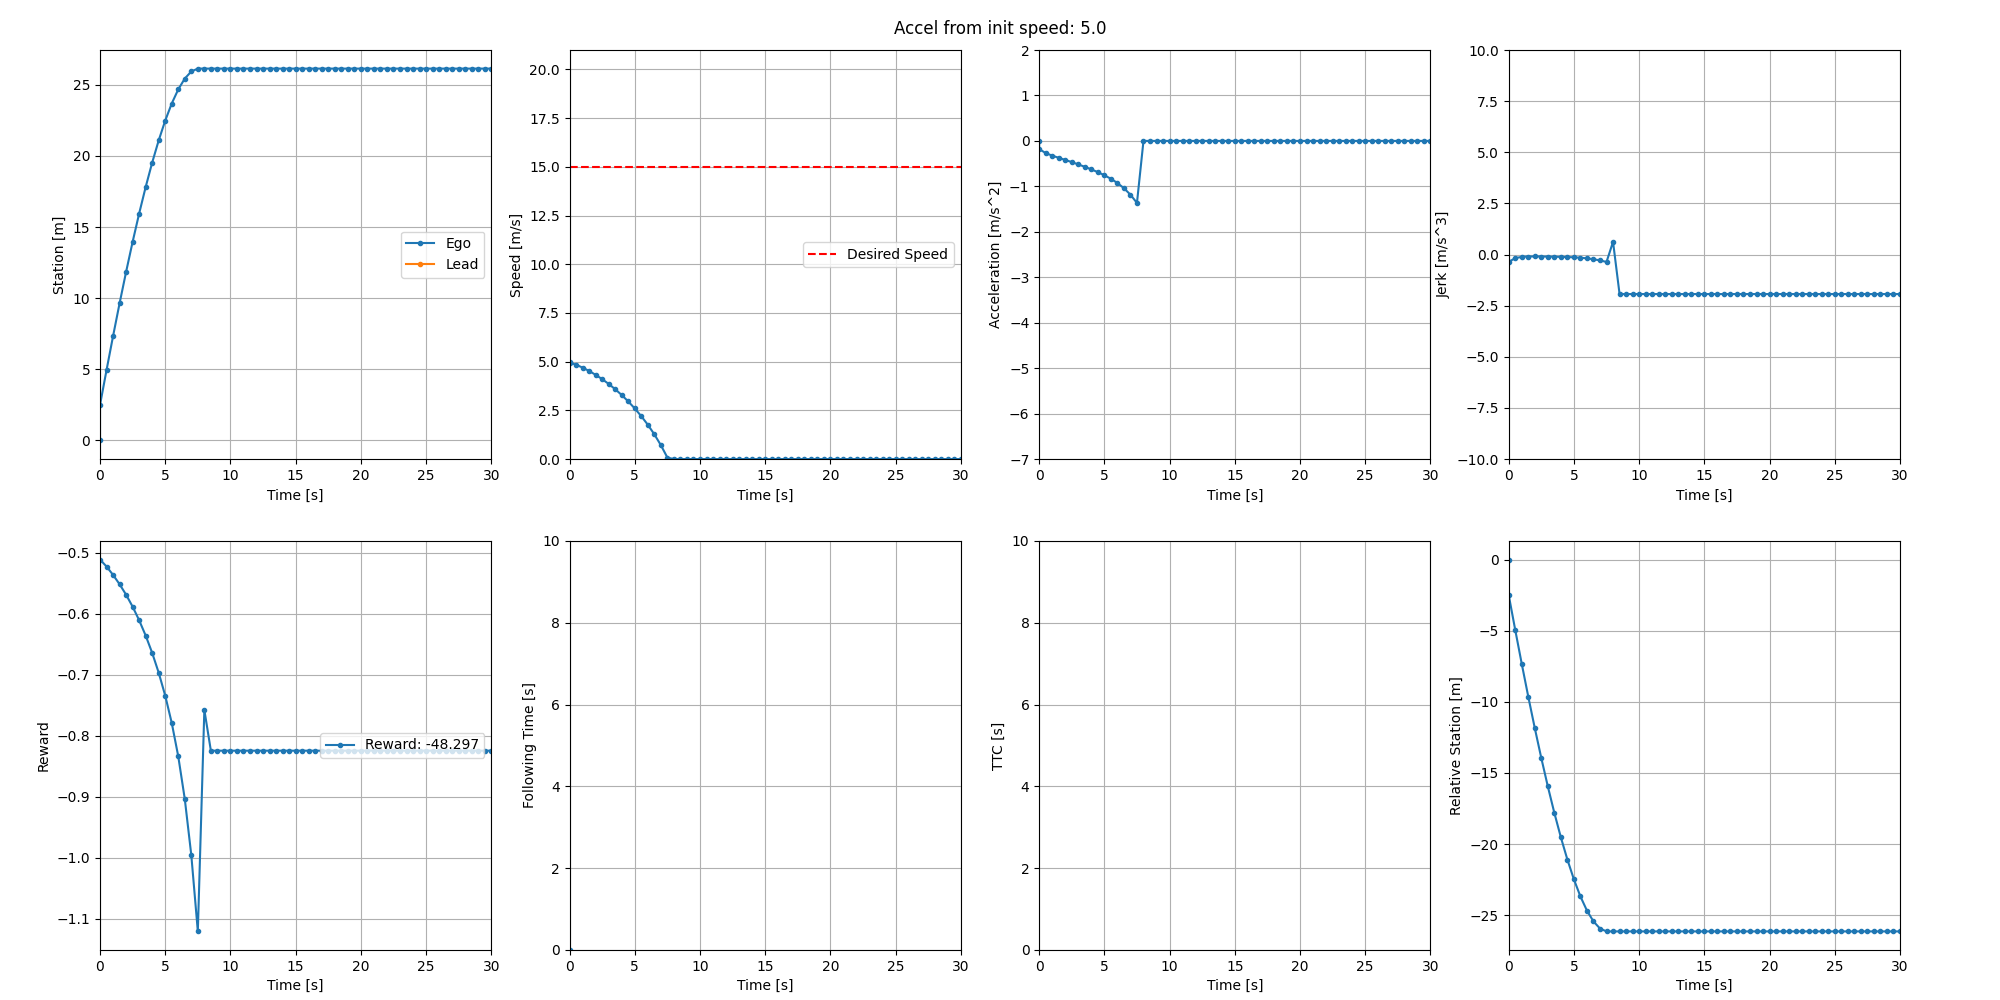 Accel from init speed: 5.0
Station [m]
25
20
15
10
5
0
Ego
Lead
0 5 10 15 20 25 30
Time [s]
Speed [m/s]
20.0
17.5
15.0
12.5
10.0
7.5
5.0
2.5
0.0
Desired Speed
0 5 10 15 20 25 30
Time [s]
Acceleration [m/s^2]
2
1
0
−1
−2
−3
−4
−5
−6
−7
0 5 10 15 20 25 30
Time [s]
Jerk [m/s^3]
10.0
7.5
5.0
2.5
0.0
−2.5
−5.0
−7.5
−10.0
0 5 10 15 20 25 30
Time [s]
Reward
−0.5
−0.6
−0.7
−0.8
−0.9
−1.0
−1.1
Reward: -48.297
0 5 10 15 20 25 30
Time [s]
Following Time [s]
10
8
6
4
2
0
0 5 10 15 20 25 30
Time [s]
TTC [s]
10
8
6
4
2
0
0 5 10 15 20 25 30
Time [s]
Relative Station [m]
0
−5
−10
−15
−20
−25
0 5 10 15 20 25 30
Time [s]